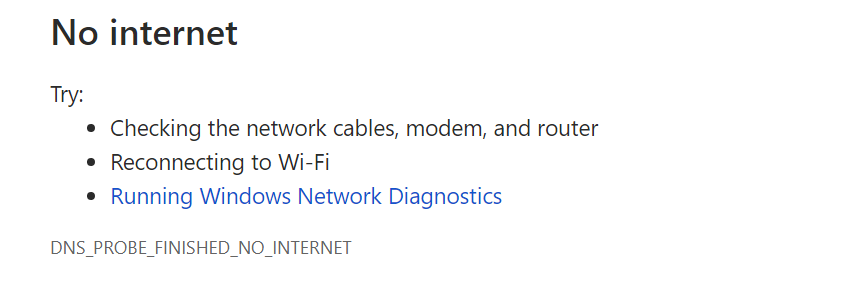 No internet
Try:
• Checking the network cables, modem, and router
• Reconnecting to Wi-Fi
• Running Windows Network Diagnostics
DNS_PROBE_FINISHED_NO_INTERNET